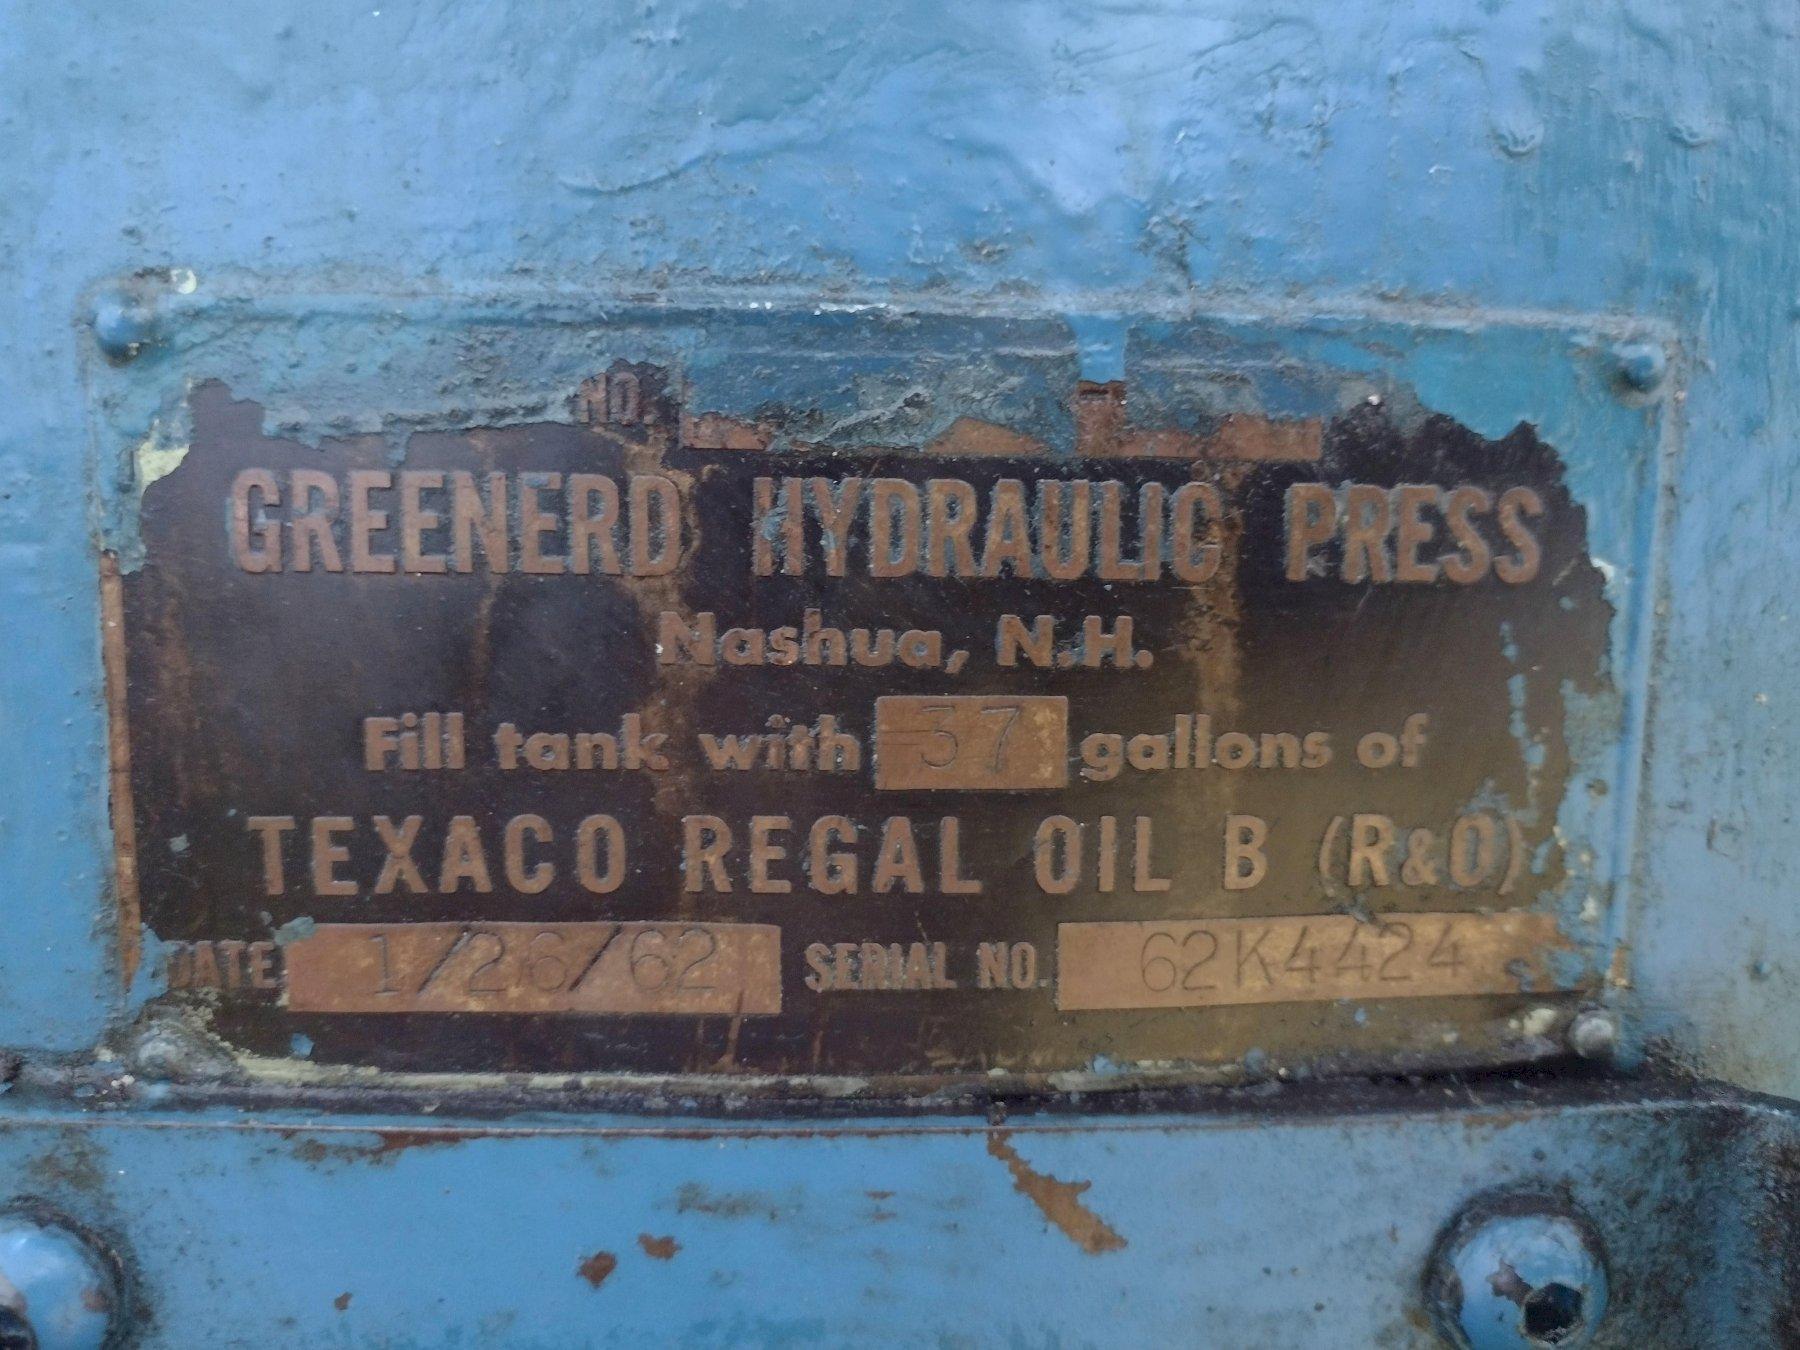 NO.
GREENERD HYDRAULIC PRESS
Nashua, N.H.
Fill tank with 37 gallons of
TEXACO REGAL OIL B (R&O)
DATE 1/26/62 SERIAL NO. 62K4424